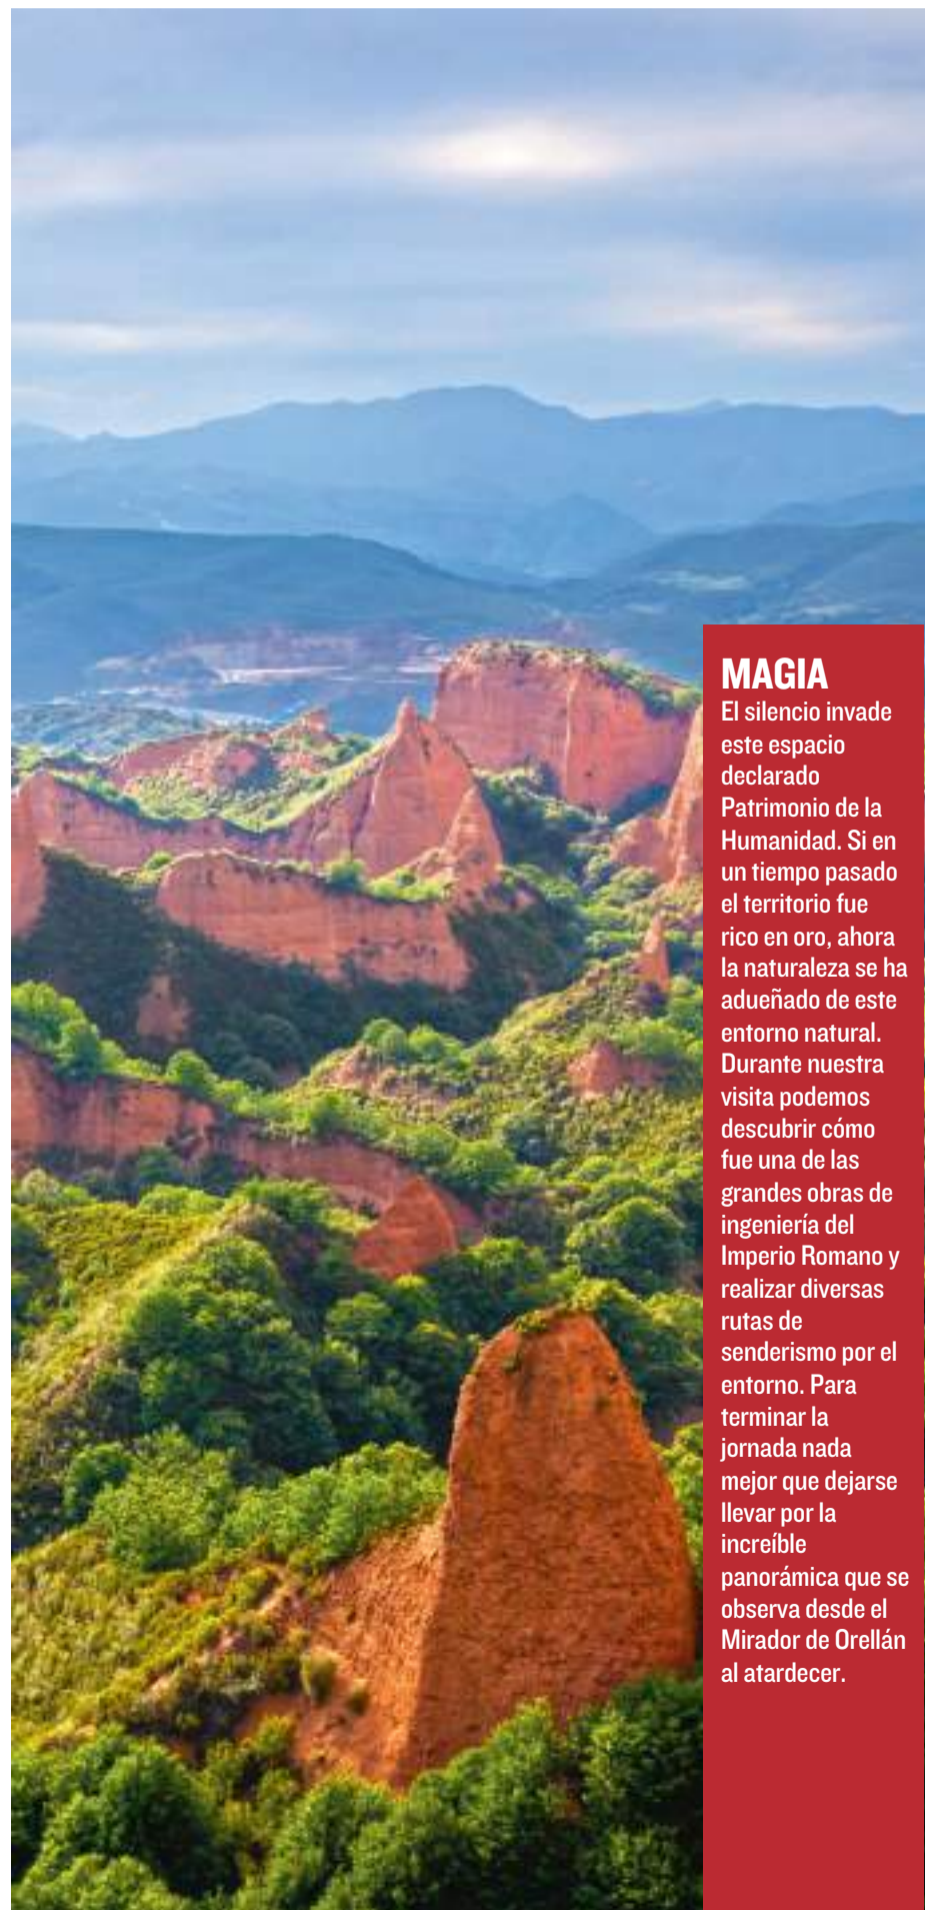 MAGIA
El silencio invade
este espacio
declarado
Patrimonio de la
Humanidad. Si en
un tiempo pasado
el territorio fue
rico en oro, ahora
la naturaleza se ha
adueñado de este
entorno natural.
Durante nuestra
visita podemos
descubrir cómo
fue una de las
grandes obras de
ingeniería del
Imperio Romano y
realizar diversas
rutas de
senderismo por el
entorno. Para
terminar la
jornada nada
mejor que dejarse
llevar por la
increíble
panorámica que se
observa desde el
Mirador de Orellán
al atardecer.